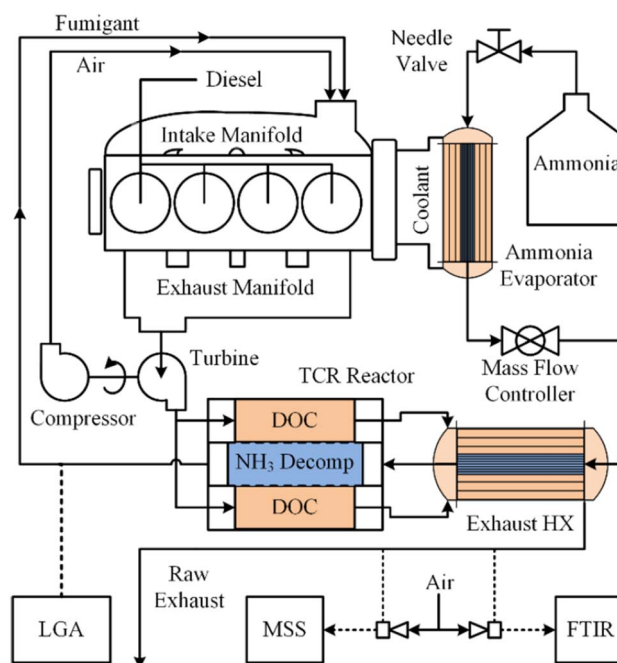 Fumigant
Air
Needle
Valve
Diesel
Intake Manifold
Coolant
Ammonia
Ammonia
Evaporator
Exhaust Manifold
Turbine
Mass Flow
Controller
TCR Reactor
Compressor
DOC
NH₃ Decomp
DOC
Exhaust HX
Raw
Exhaust
Air
LGA
MSS
FTIR